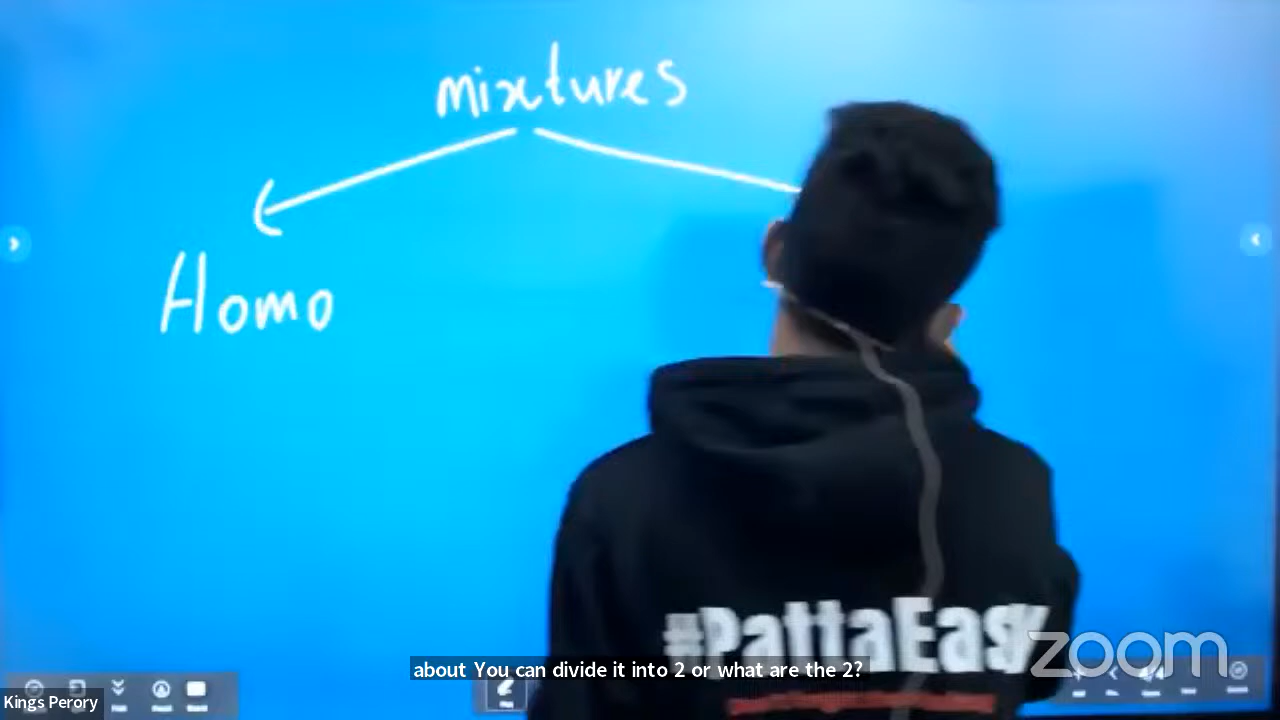 mixtures
Homo
#PattaEasy
zoom
about You can divide it into 2 or what are the 2?
Kings Perory